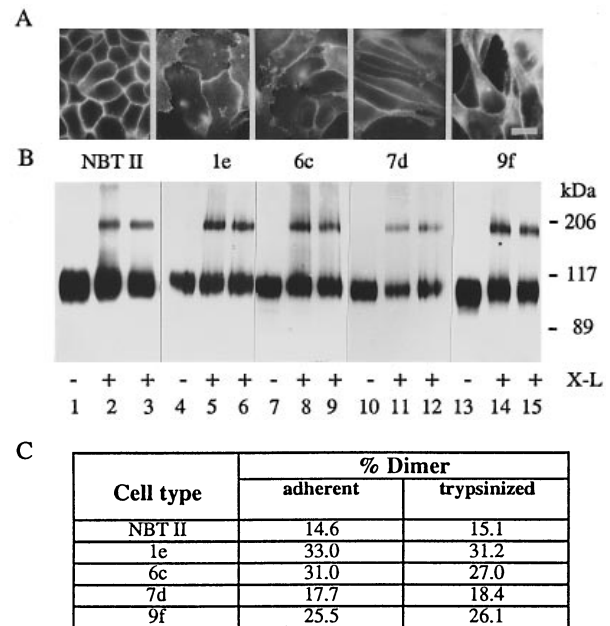 A
B
NBT II 1e 6c 7d 9f
kDa
- 206
- 117
- 89
- + + - + + - + + - + + - + + X-L
1 2 3 4 5 6 7 8 9 10 11 12 13 14 15
C
Cell type
% Dimer
adherent trypsinized
NBT II 14.6 15.1
1e 33.0 31.2
6c 31.0 27.0
7d 17.7 18.4
9f 25.5 26.1